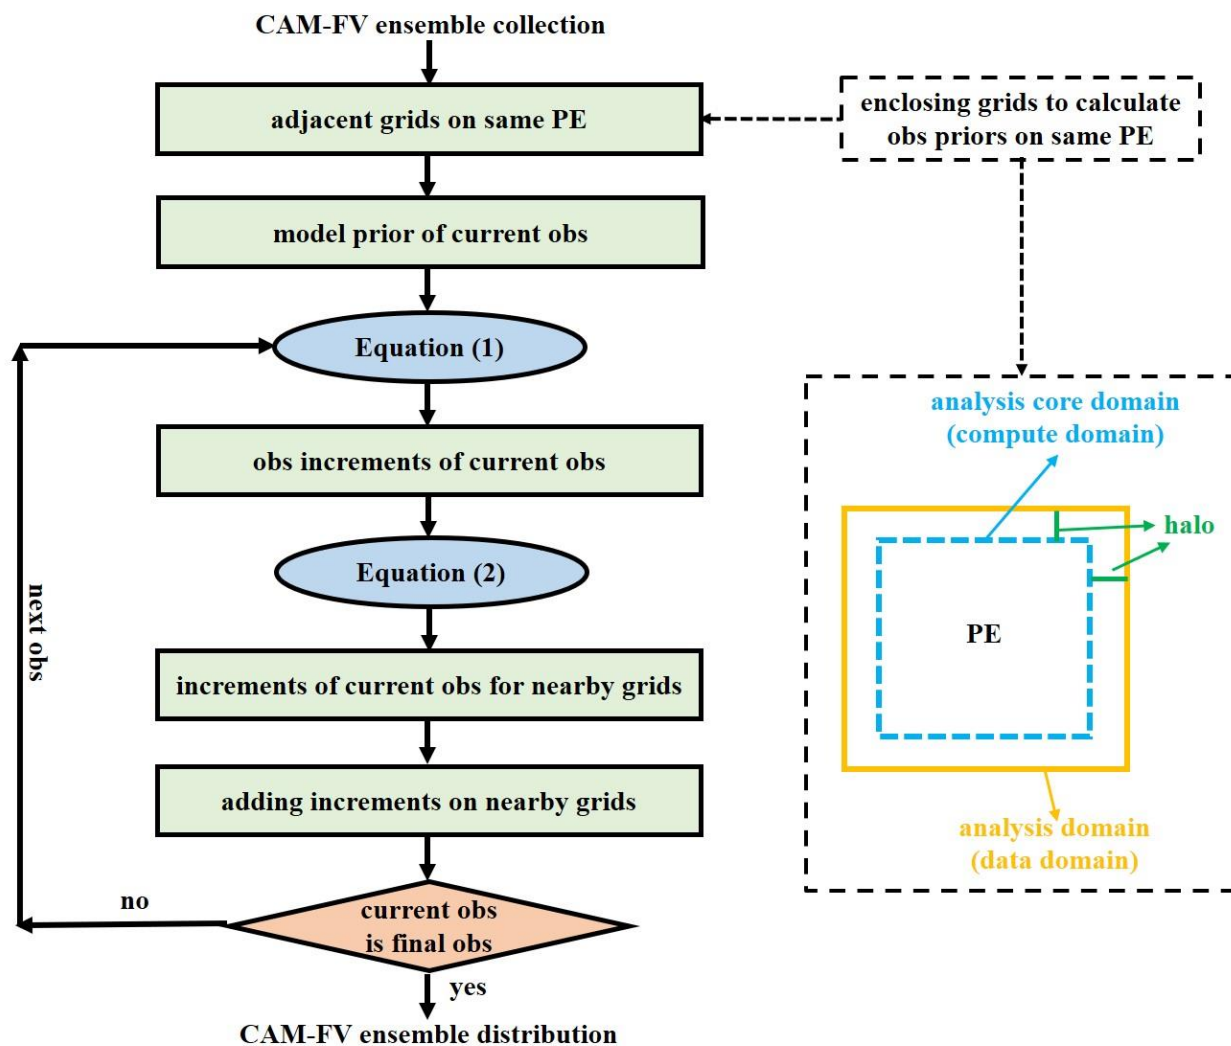 CAM-FV ensemble collection
adjacent grids on same PE
model prior of current obs
Equation (1)
obs increments of current obs
Equation (2)
increments of current obs for nearby grids
adding increments on nearby grids
current obs
is final obs
no
next obs
yes
CAM-FV ensemble distribution
enclosing grids to calculate
obs priors on same PE
analysis core domain
(compute domain)
halo
PE
analysis domain
(data domain)